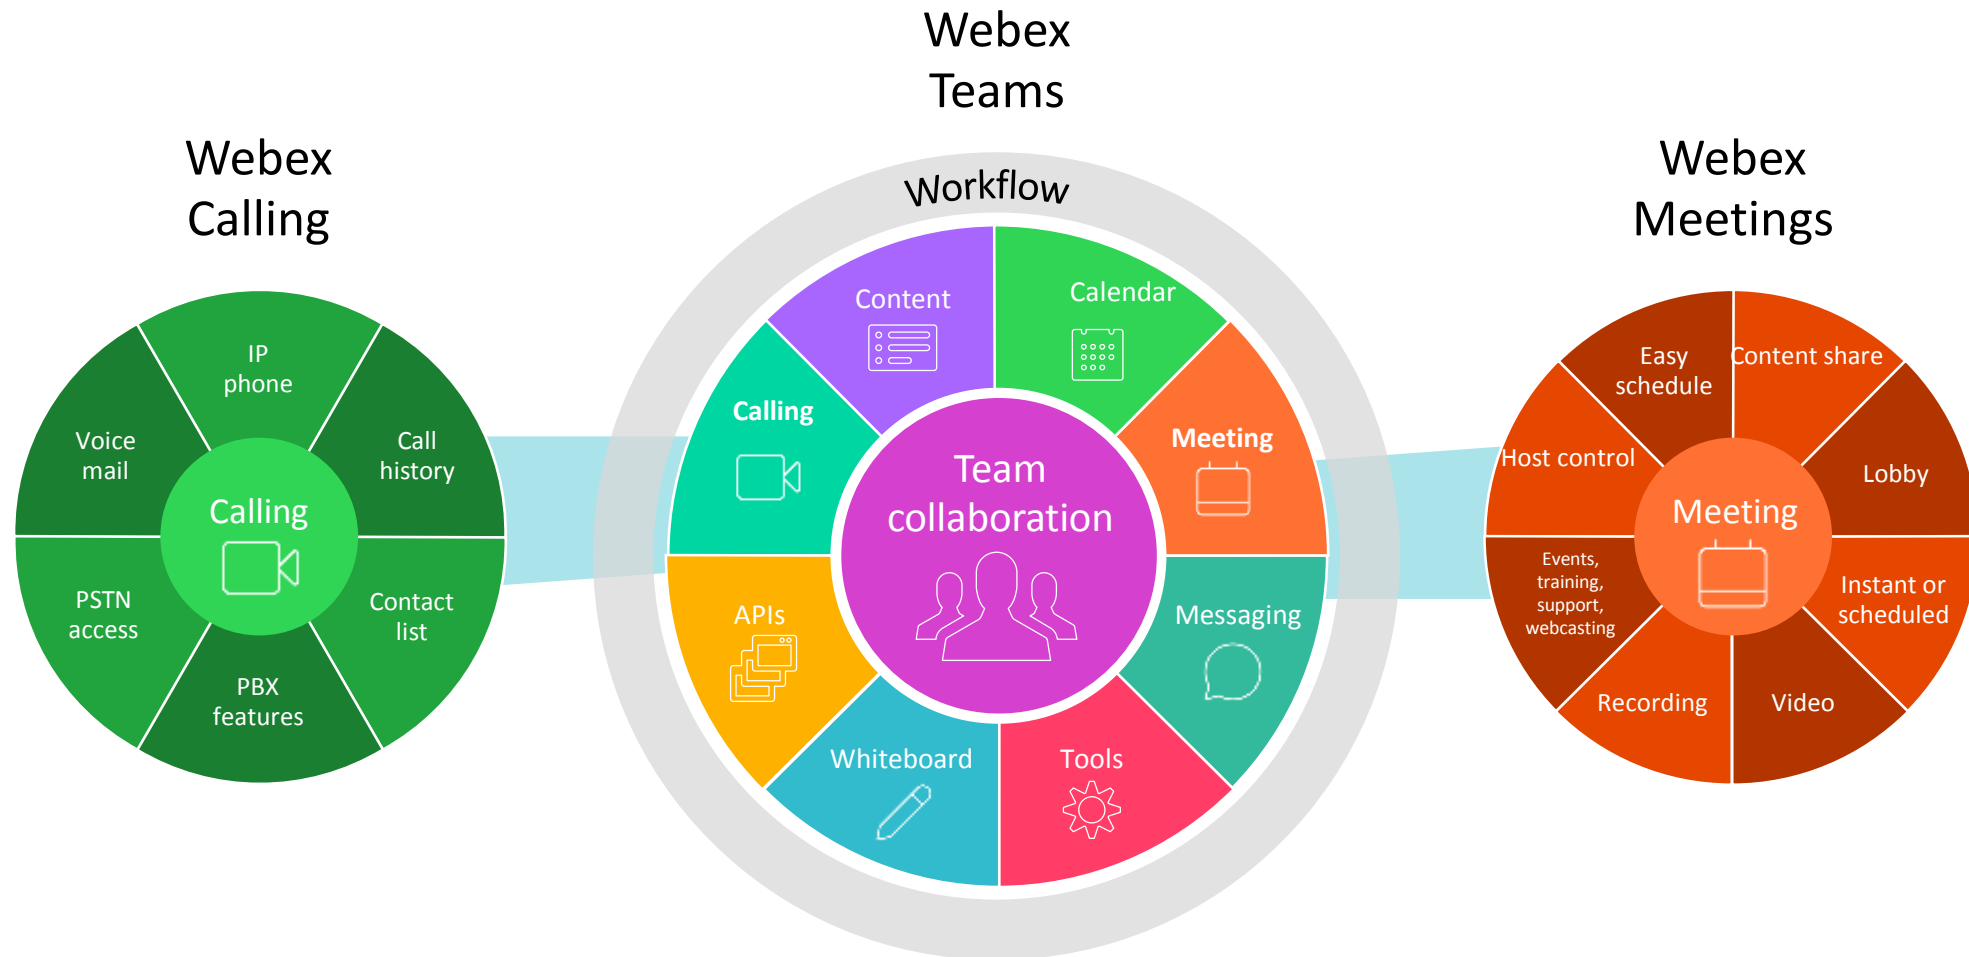 Webex
Teams
Webex
Calling
Webex
Meetings
Workflow
IP
phone
Call
history
Contact
list
PBX
features
PSTN
access
Voice
mail
Calling
Content
Calendar
Calling
Meeting
Team
collaboration
APIs
Messaging
Whiteboard
Tools
Easy
schedule
Content share
Host control
Lobby
Meeting
Events,
training,
support,
webcasting
Instant or
scheduled
Recording
Video